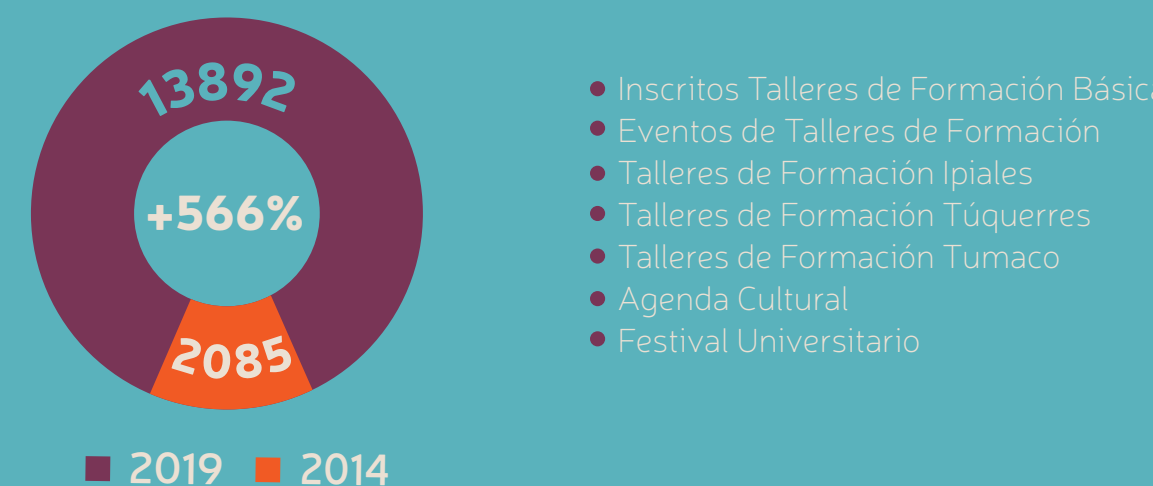 13892
+566%
2085
2019 2014
Inscritos Talleres de Formación Básica
Eventos de Talleres de Formación
Talleres de Formación Ipiales
Talleres de Formación Túquerres
Talleres de Formación Tumaco
Agenda Cultural
Festival Universitario